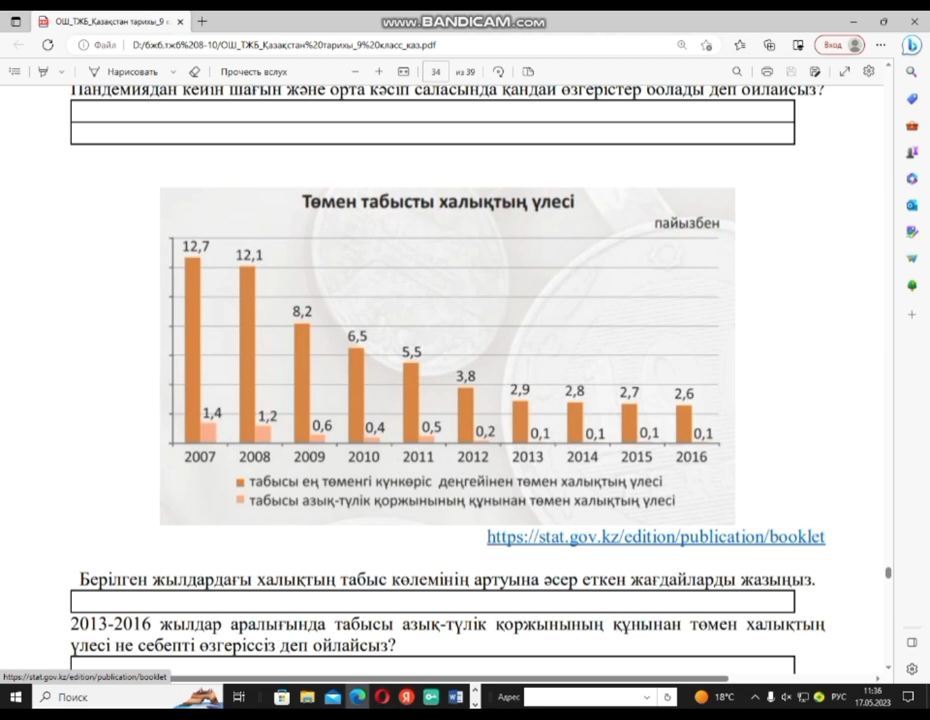 WWW.BANDICAM.COM
ОШ_ТЖБ_Қазақстан тарихы_9 к
Файл
D:/бжб.тжб%208-10/ОШ_ТЖБ_Қазақстан%20тарихы_9%20класс_каз.pdf
Вход
Нарисовать
Прочесть вслух
34 из 39
Пандемиядан кейін шағын және орта кәсіп саласында қандай өзгерістер болады деп ойлайсыз?
Төмен табысты халықтың үлесі
пайызбен
12,7
12,1
8,2
6,5
5,5
3,8
2,9
2,8
2,7
2,6
1,4
1,2
0,6
0,4
0,5
0,2
0,1
0,1
0,1
0,1
2007 2008 2009 2010 2011 2012 2013 2014 2015 2016
табысы ең төменгі күнкөріс деңгейінен төмен халықтың үлесі
табысы азық-түлік қоржынының құнынан төмен халықтың үлесі
https://stat.gov.kz/edition/publication/booklet
Берілген жылдардағы халықтың табыс көлемінің артуына әсер еткен жағдайларды жазыңыз.
2013-2016 жылдар аралығында табысы азық-түлік қоржынының құнынан төмен халықтың
үлесі не себепті өзгеріссіз деп ойлайсыз?
https://stat.gov.kz/edition/publication/booklet
Поиск
Адрес
18°C
РУС
11:36
17.05.2023